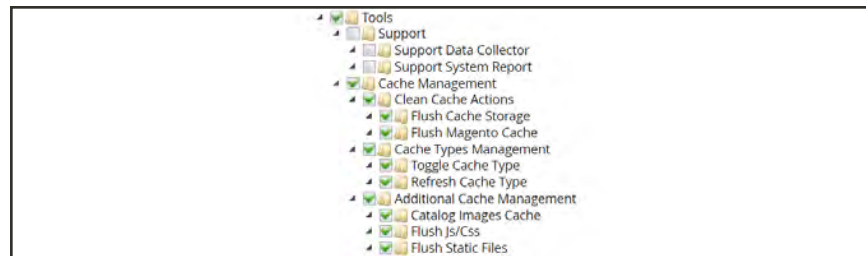 Tools
Support
Support Data Collector
Support System Report
Cache Management
Clean Cache Actions
Flush Cache Storage
Flush Magento Cache
Cache Types Management
Toggle Cache Type
Refresh Cache Type
Additional Cache Management
Catalog Images Cache
Flush Js/Css
Flush Static Files